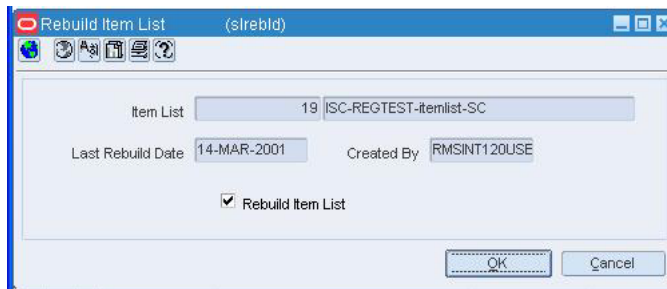 Rebuild Item List (slrebld)
Item List 19 ISC-REGTEST-itemlist-SC
Last Rebuild Date 14-MAR-2001 Created By RMSINT120USE
Rebuild Item List
OK Cancel